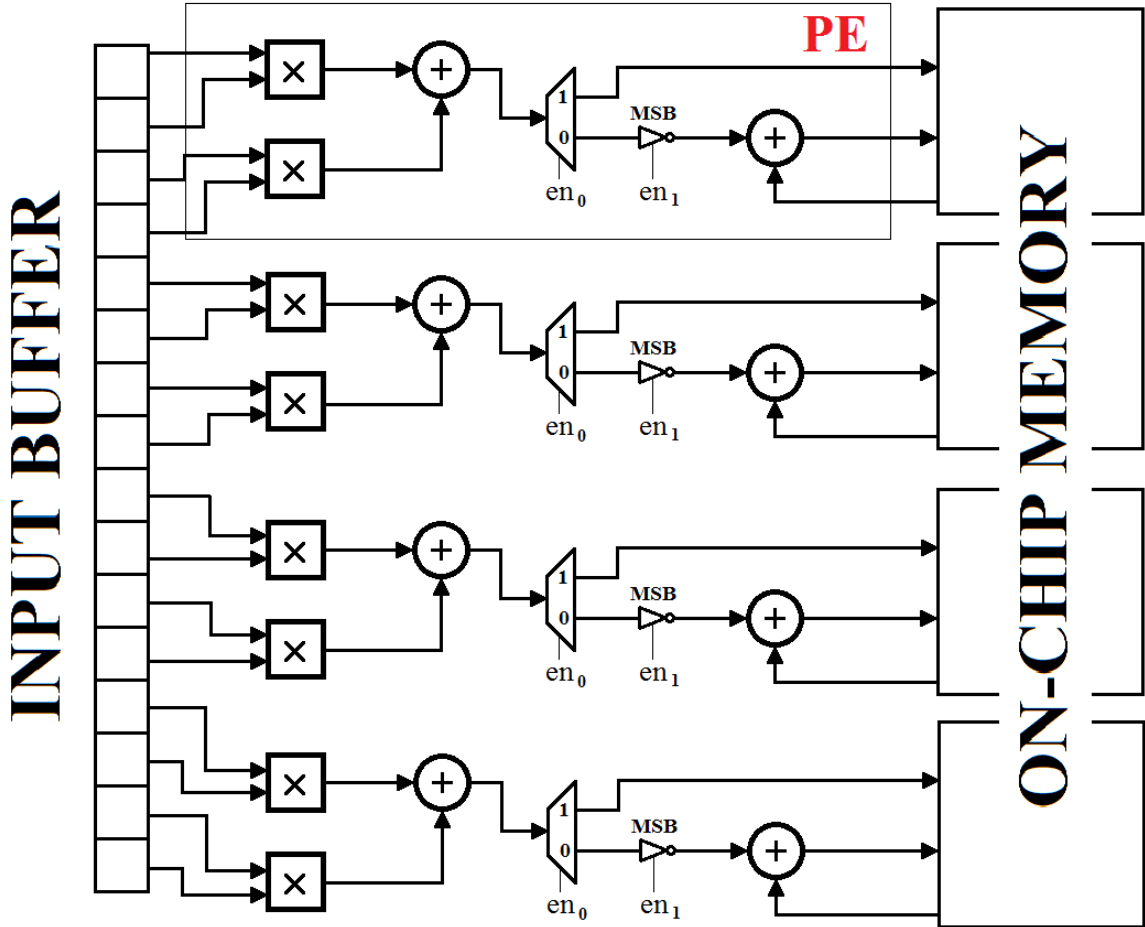 INPUT BUFFER
PE
×
+
×
1
0
MSB
+
en0
en1
×
+
×
1
0
MSB
+
en0
en1
×
+
×
1
0
MSB
+
en0
en1
×
+
×
1
0
MSB
+
en0
en1
ON-CHIP MEMORY